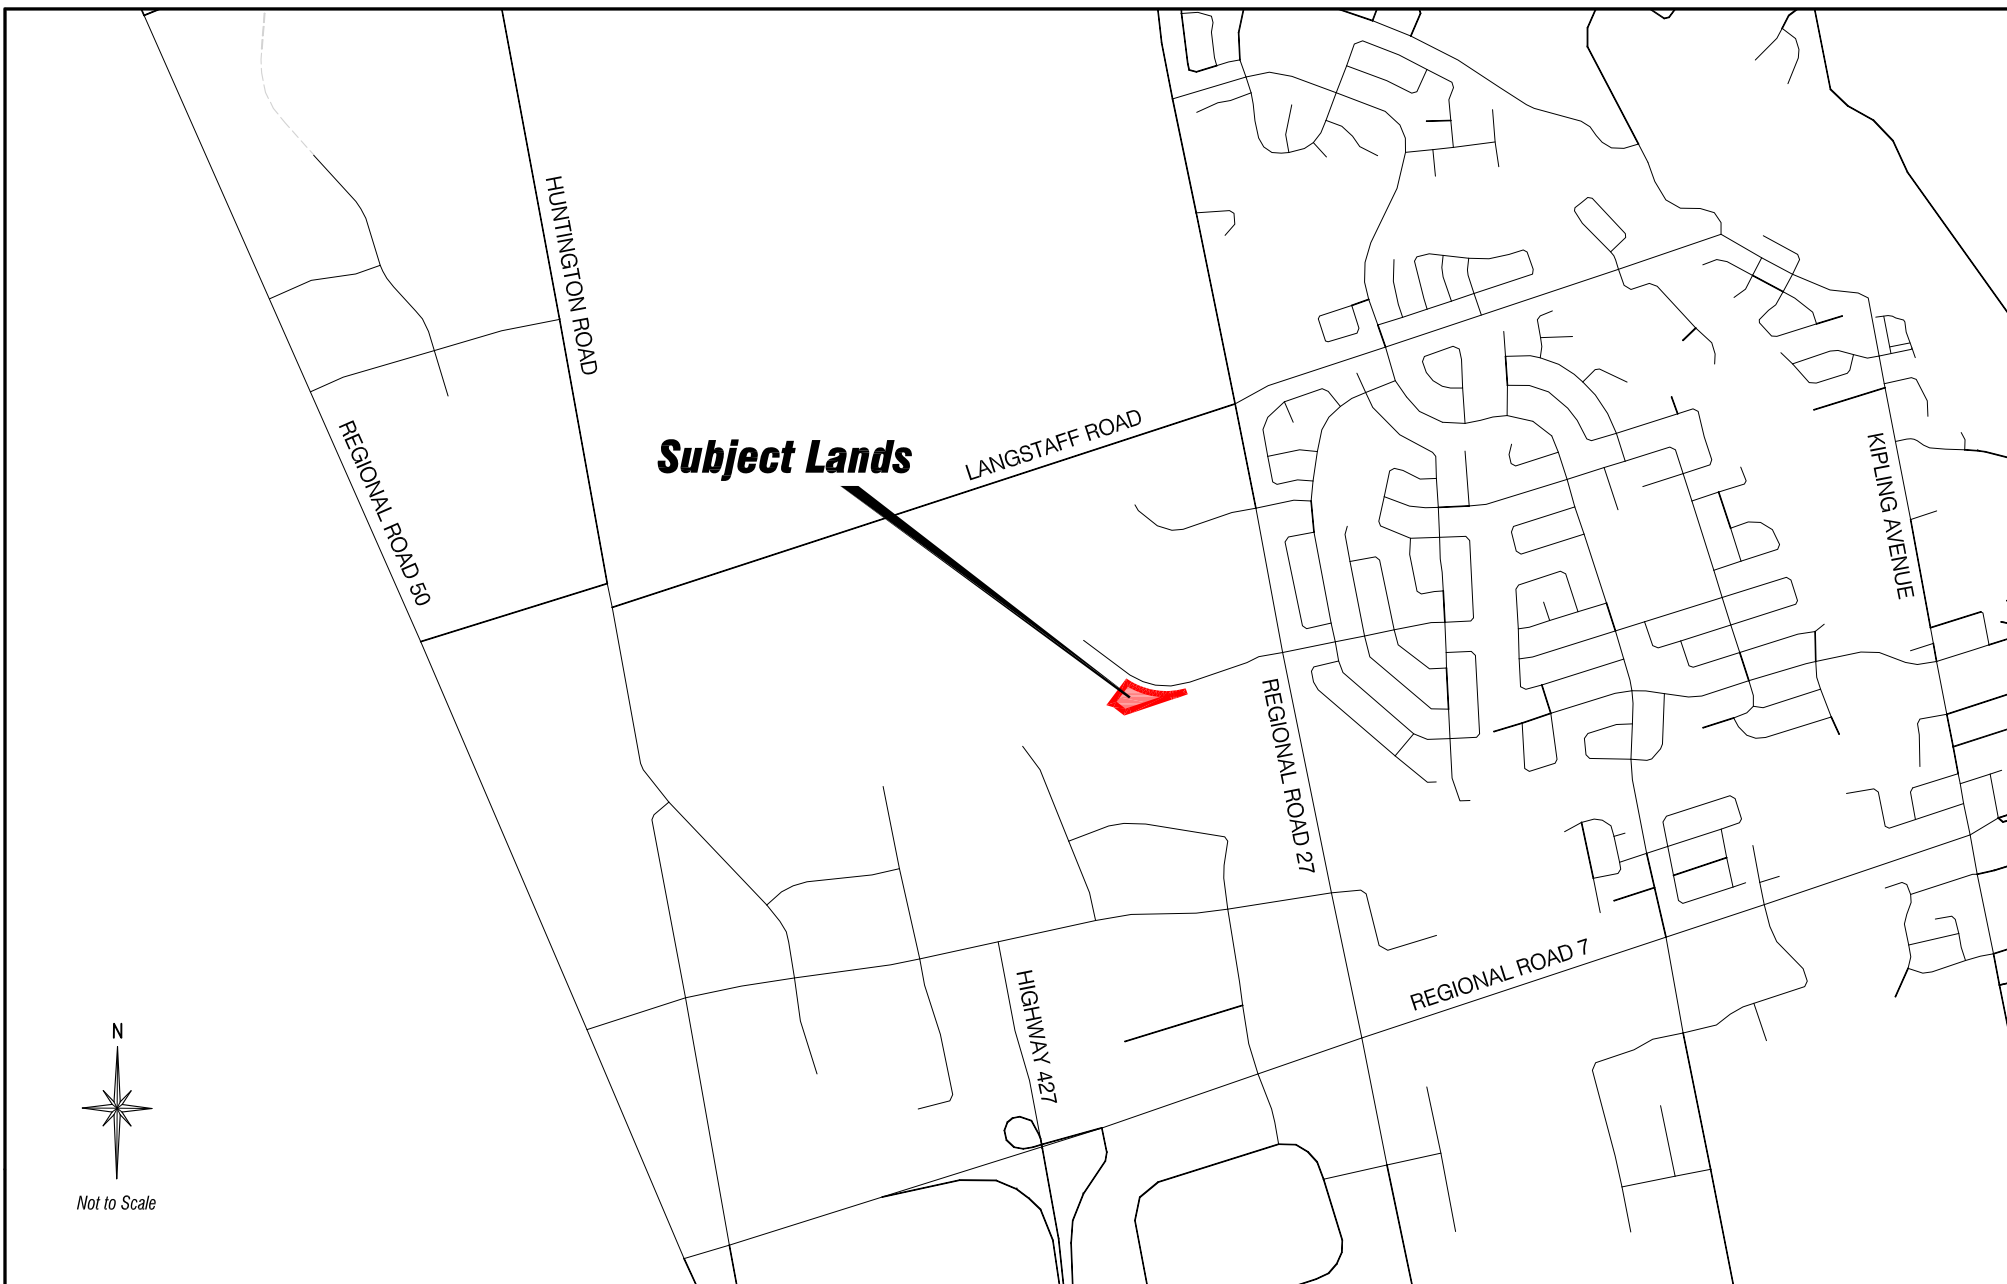 HUNTINGTON ROAD
REGIONAL ROAD 50
Subject Lands
LANGSTAFF ROAD
KIPLING AVENUE
REGIONAL ROAD 27
REGIONAL ROAD 7
HIGHWAY 427
N
Not to Scale